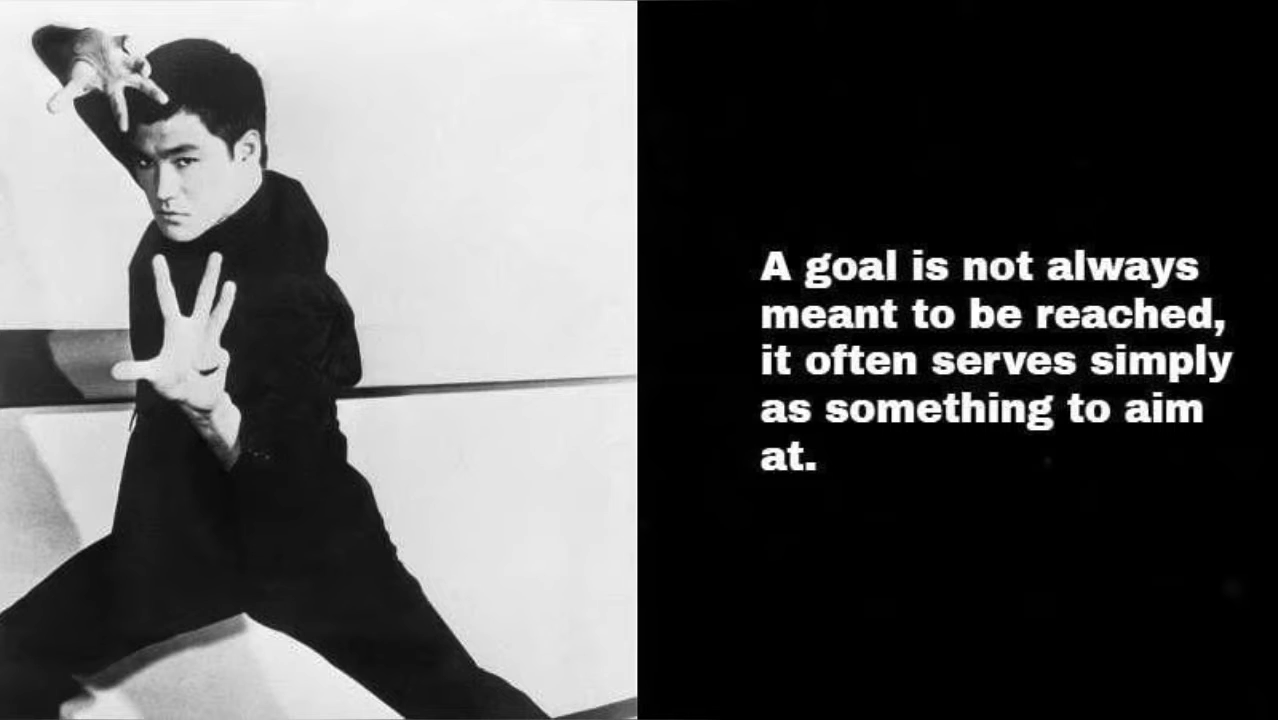 A goal is not always
meant to be reached,
it often serves simply
as something to aim
at.